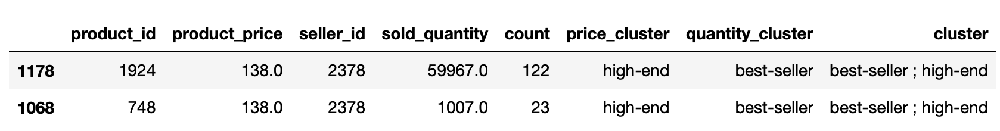 product_id product_price seller_id sold_quantity count price_cluster quantity_cluster cluster
1178 1924 138.0 2378 59967.0 122 high-end best-seller best-seller ; high-end
1068 748 138.0 2378 1007.0 23 high-end best-seller best-seller ; high-end